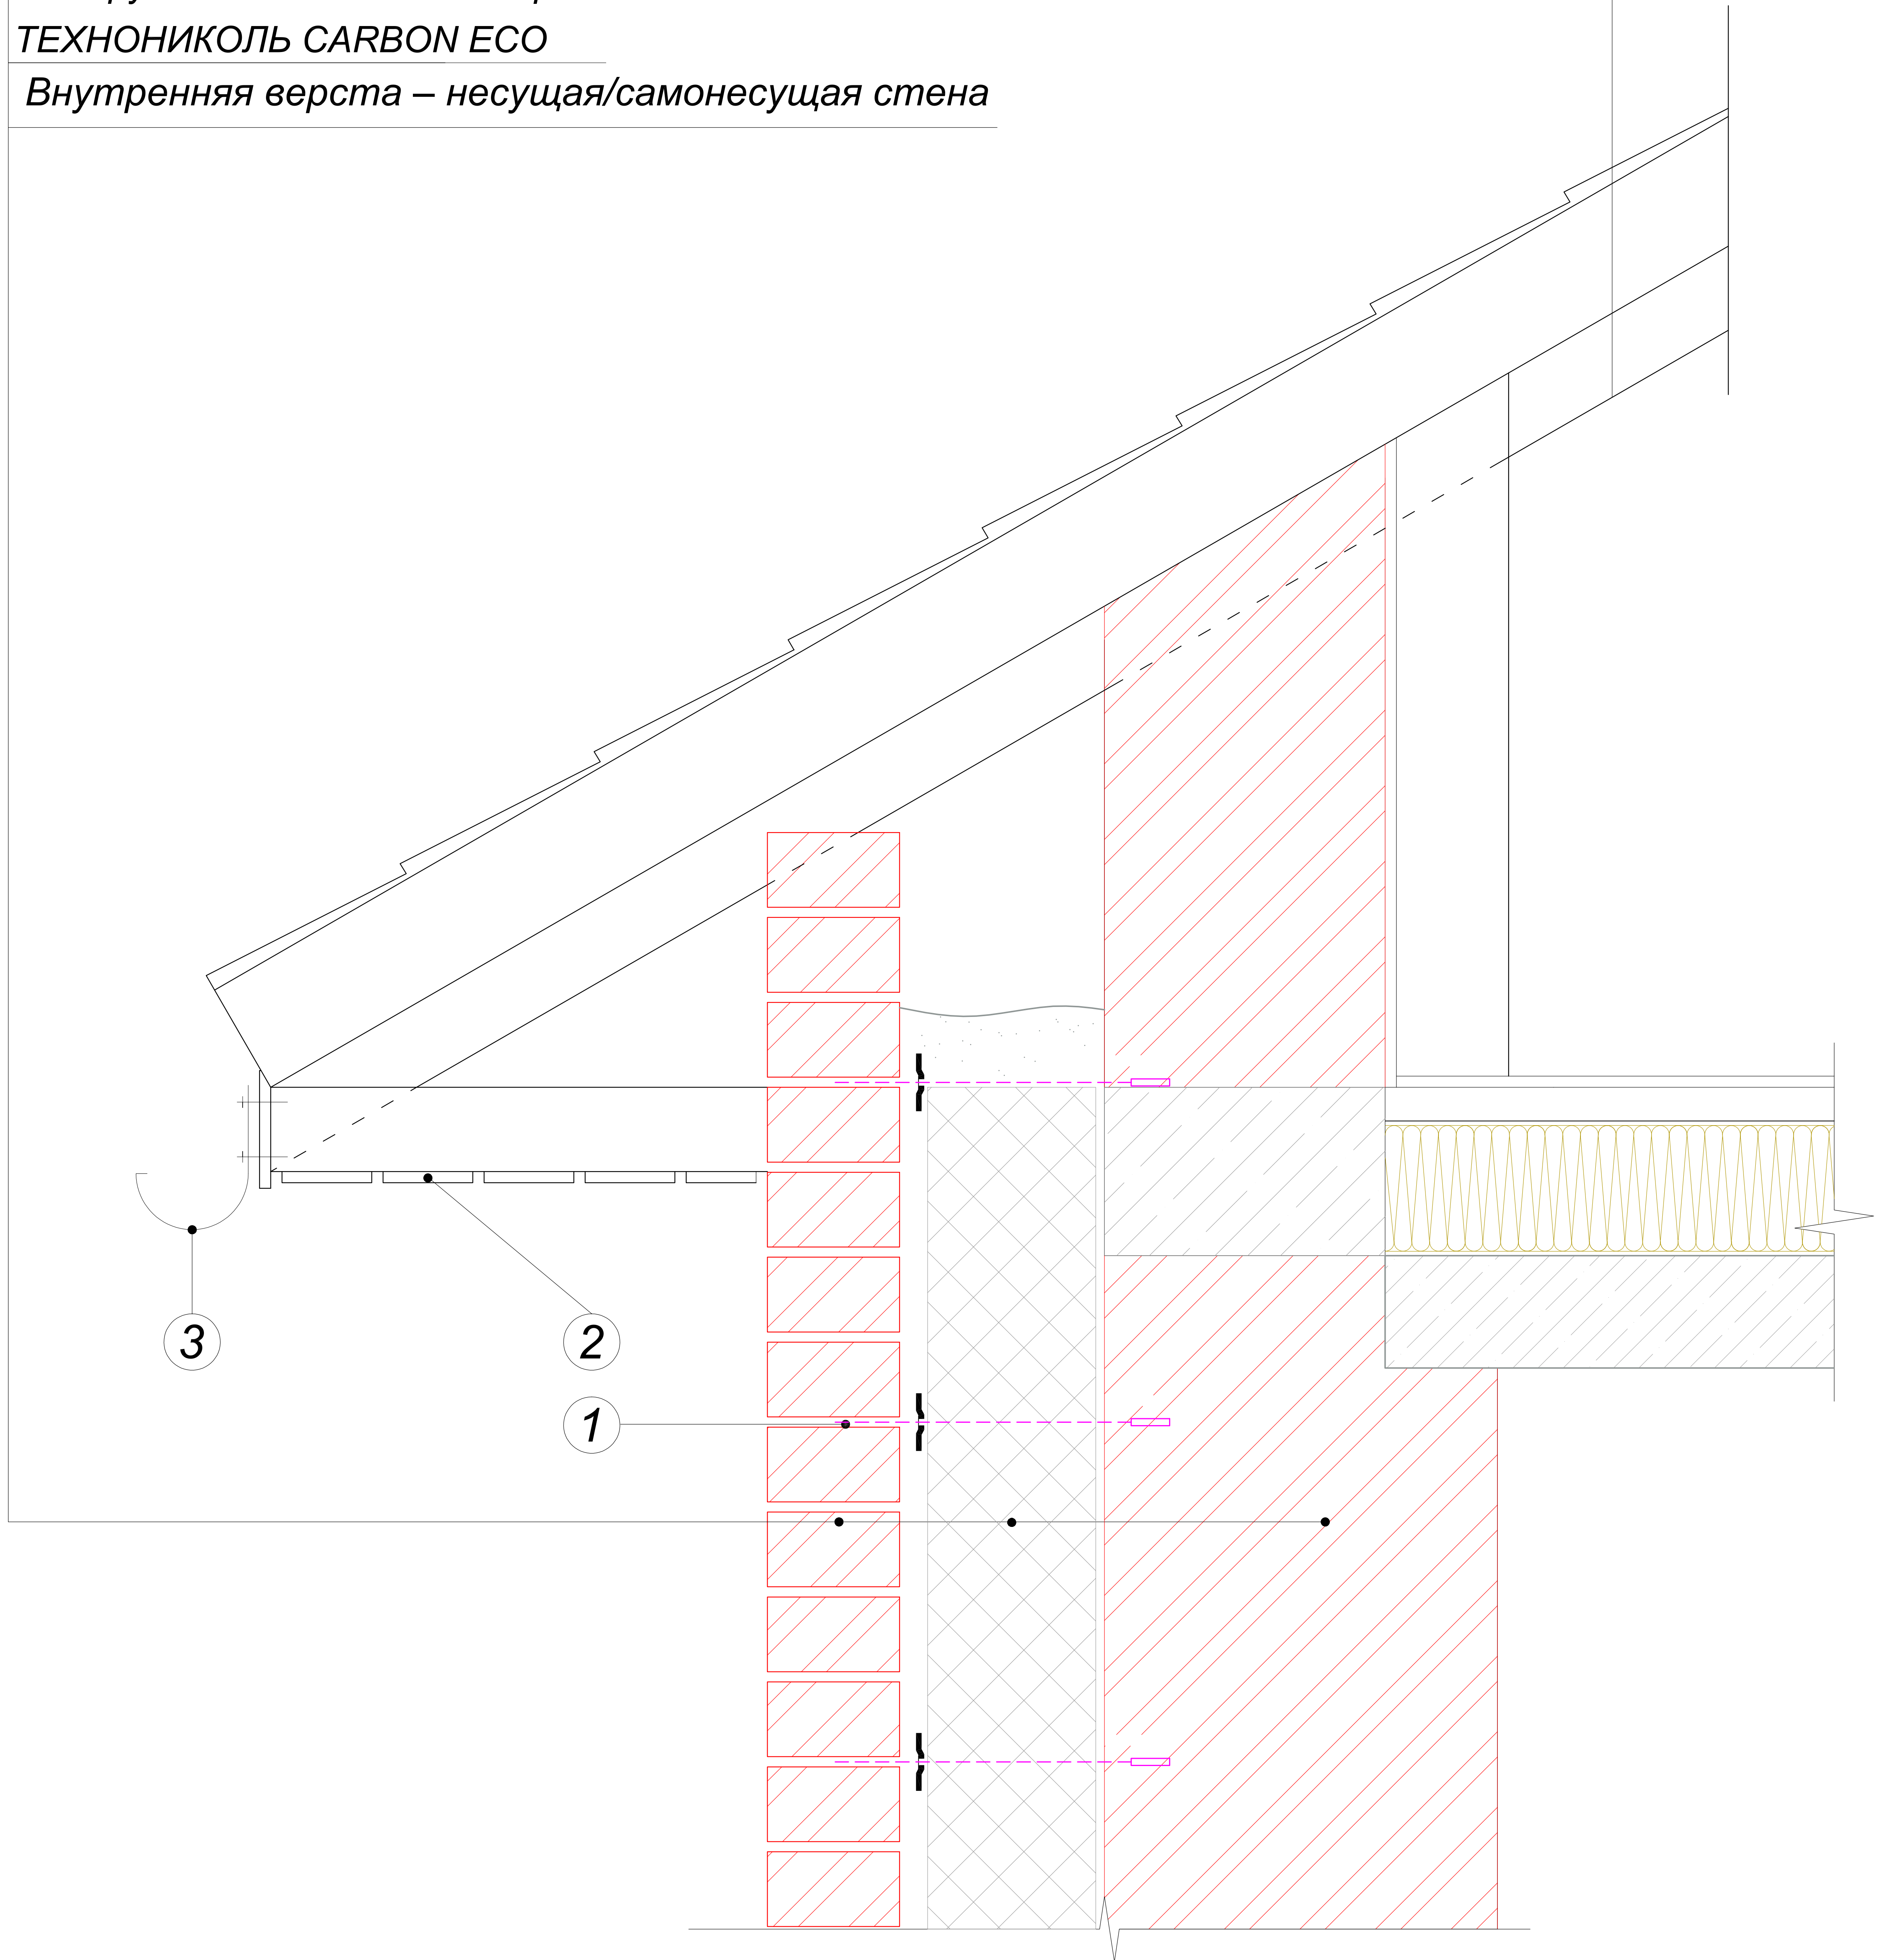 ТЕХНОНИКОЛЬ CARBON ECO
Внутренняя верста – несущая/самонесущая стена
3
2
1